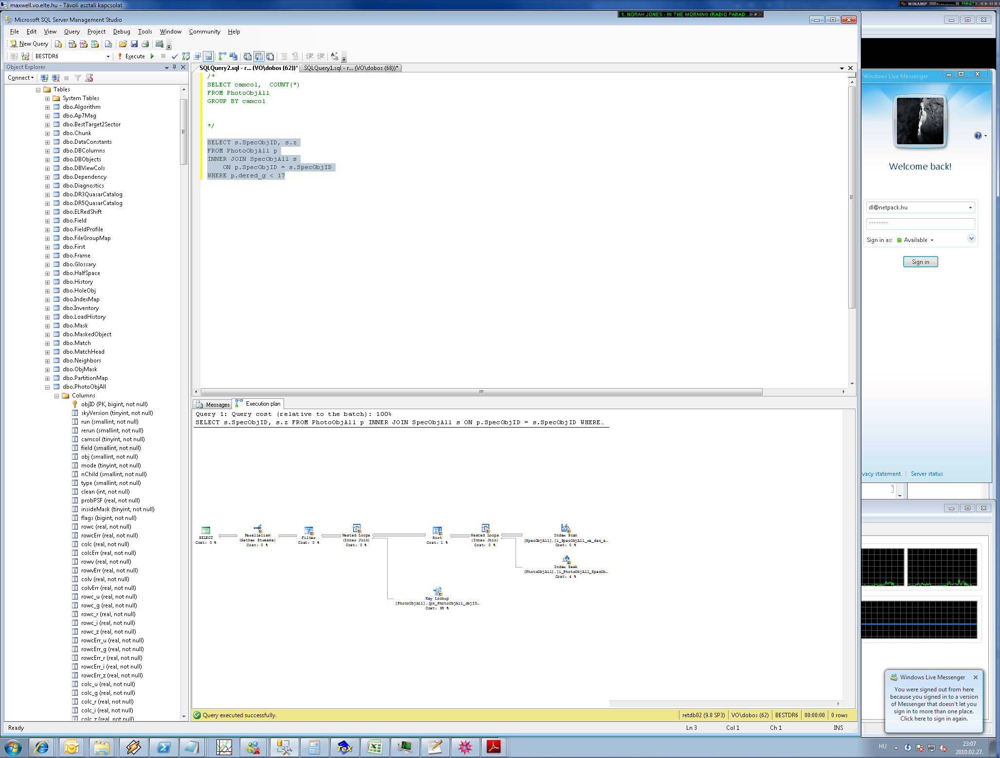 maxwell.vo.elte.hu - Távoli asztali kapcsolat
WINAMP
1. NORAH JONES - IN THE MORNING (RADIO PARAD...
Microsoft SQL Server Management Studio
File Edit View Query Project Debug Tools Window Community Help
New Query
BESTDR6
Execute
Object Explorer
Connect
Tables
System Tables
dbo.Algorithm
dbo.Ap7Mag
dbo.BestTarget2Sector
dbo.Chunk
dbo.DataConstants
dbo.DBColumns
dbo.DBObjects
dbo.DBViewCols
dbo.Dependency
dbo.Diagnostics
dbo.DR3QuasarCatalog
dbo.DR5QuasarCatalog
dbo.ELRedShift
dbo.Field
dbo.FieldProfile
dbo.FileGroupMap
dbo.First
dbo.Frame
dbo.Glossary
dbo.HalfSpace
dbo.History
dbo.HoleObj
dbo.IndexMap
dbo.Inventory
dbo.LoadHistory
dbo.Mask
dbo.MaskedObject
dbo.Match
dbo.MatchHead
dbo.Neighbors
dbo.ObjMask
dbo.PartitionMap
dbo.PhotoObjAll
Columns
objID (PK, bigint, not null)
skyVersion (tinyint, not null)
run (smallint, not null)
rerun (smallint, not null)
camcol (tinyint, not null)
field (smallint, not null)
obj (smallint, not null)
mode (tinyint, not null)
nChild (smallint, not null)
type (smallint, not null)
clean (int, not null)
probPSF (real, not null)
insideMask (tinyint, not null)
flags (bigint, not null)
rowc (real, not null)
rowcErr (real, not null)
colc (real, not null)
colcErr (real, not null)
rowv (real, not null)
rowvErr (real, not null)
colv (real, not null)
colvErr (real, not null)
rowc_u (real, not null)
rowc_g (real, not null)
rowc_r (real, not null)
rowc_i (real, not null)
rowc_z (real, not null)
rowcErr_u (real, not null)
rowcErr_g (real, not null)
rowcErr_r (real, not null)
rowcErr_i (real, not null)
rowcErr_z (real, not null)
colc_u (real, not null)
colc_g (real, not null)
colc_r (real, not null)
colc_i (real, not null)
colc_z (real, not null)
SQLQuery2.sql - r... (VO\dobos (62))* SQLQuery1.sql - r... (VO\dobos (68))*
/*
SELECT camcol, COUNT(*)
FROM PhotoObjAll
GROUP BY camcol
*/
SELECT s.SpecObjID, s.z
FROM PhotoObjAll p
INNER JOIN SpecObjAll s
ON p.SpecObjID = s.SpecObjID
WHERE p.dered_g < 17
Messages Execution plan
Query 1: Query cost (relative to the batch): 100%
SELECT s.SpecObjID, s.z FROM PhotoObjAll p INNER JOIN SpecObjAll s ON p.SpecObjID = s.SpecObjID WHERE…
SELECT
Cost: 0 %
Parallelism
(Gather Streams)
Cost: 0 %
Filter
Cost: 0 %
Nested Loops
(Inner Join)
Cost: 0 %
Sort
Cost: 1 %
Nested Loops
(Inner Join)
Cost: 0 %
Index Scan
[SpecObjAll].[i_SpecObjAll_ra_dec_s…
Cost: 0 %
Index Seek
[PhotoObjAll].[i_PhotoObjAll_SpecOb…
Cost: 4 %
Key Lookup
[PhotoObjAll].[pk_PhotoObjAll_objID…
Cost: 95 %
Query executed successfully.
retdb02 (9.0 SP3) VO\dobos (62) BESTDR6 00:00:00 0 rows
Ready Ln 3 Col 1 Ch 1 INS
Windows Live Messenger
Welcome back!
dl@netpack.hu
********
Sign in as: Available
Sign in
vacy statement Server status
Windows Live Messenger
You were signed out from here
because you signed in to a version
of Messenger that doesn't let you
sign in to more than one place.
Click here to sign in again.
TeX
HU
23:07
2010.02.27.